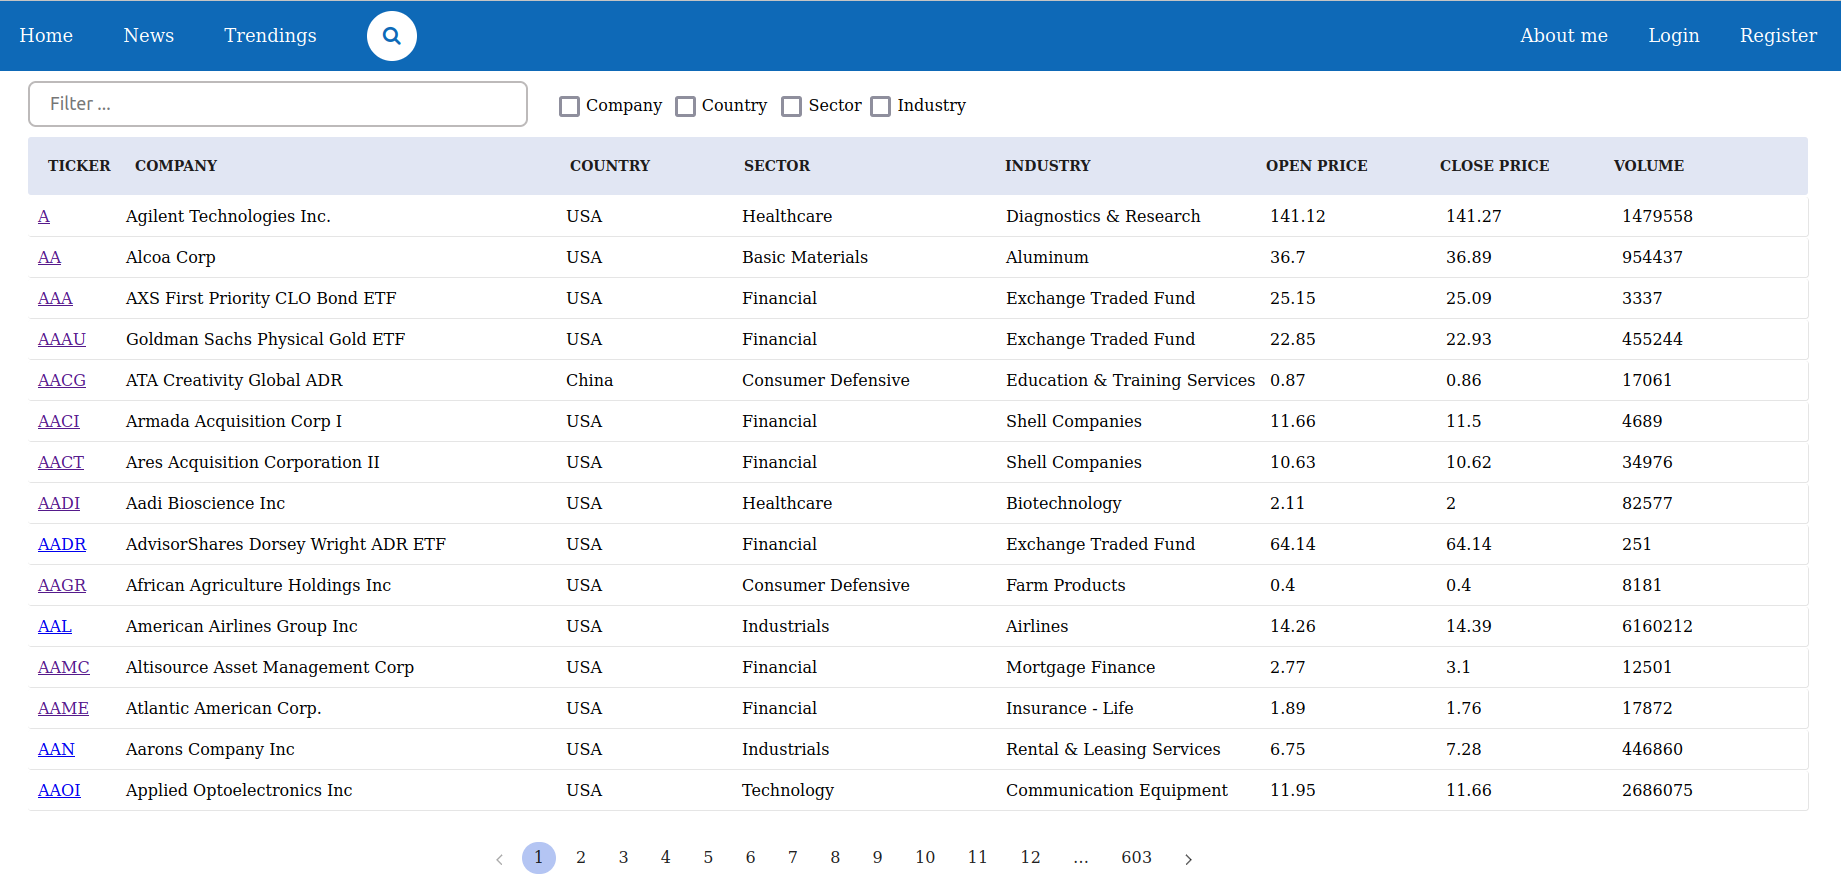 Home News Trendings About me Login Register
Filter ... Company Country Sector Industry
TICKER COMPANY COUNTRY SECTOR INDUSTRY OPEN PRICE CLOSE PRICE VOLUME
A Agilent Technologies Inc. USA Healthcare Diagnostics & Research 141.12 141.27 1479558
AA Alcoa Corp USA Basic Materials Aluminum 36.7 36.89 954437
AAA AXS First Priority CLO Bond ETF USA Financial Exchange Traded Fund 25.15 25.09 3337
AAAU Goldman Sachs Physical Gold ETF USA Financial Exchange Traded Fund 22.85 22.93 455244
AACG ATA Creativity Global ADR China Consumer Defensive Education & Training Services 0.87 0.86 17061
AACI Armada Acquisition Corp I USA Financial Shell Companies 11.66 11.5 4689
AACT Ares Acquisition Corporation II USA Financial Shell Companies 10.63 10.62 34976
AADI Aadi Bioscience Inc USA Healthcare Biotechnology 2.11 2 82577
AADR AdvisorShares Dorsey Wright ADR ETF USA Financial Exchange Traded Fund 64.14 64.14 251
AAGR African Agriculture Holdings Inc USA Consumer Defensive Farm Products 0.4 0.4 8181
AAL American Airlines Group Inc USA Industrials Airlines 14.26 14.39 6160212
AAMC Altisource Asset Management Corp USA Financial Mortgage Finance 2.77 3.1 12501
AAME Atlantic American Corp. USA Financial Insurance - Life 1.89 1.76 17872
AAN Aarons Company Inc USA Industrials Rental & Leasing Services 6.75 7.28 446860
AAOI Applied Optoelectronics Inc USA Technology Communication Equipment 11.95 11.66 2686075
‹ 1 2 3 4 5 6 7 8 9 10 11 12 ... 603 ›